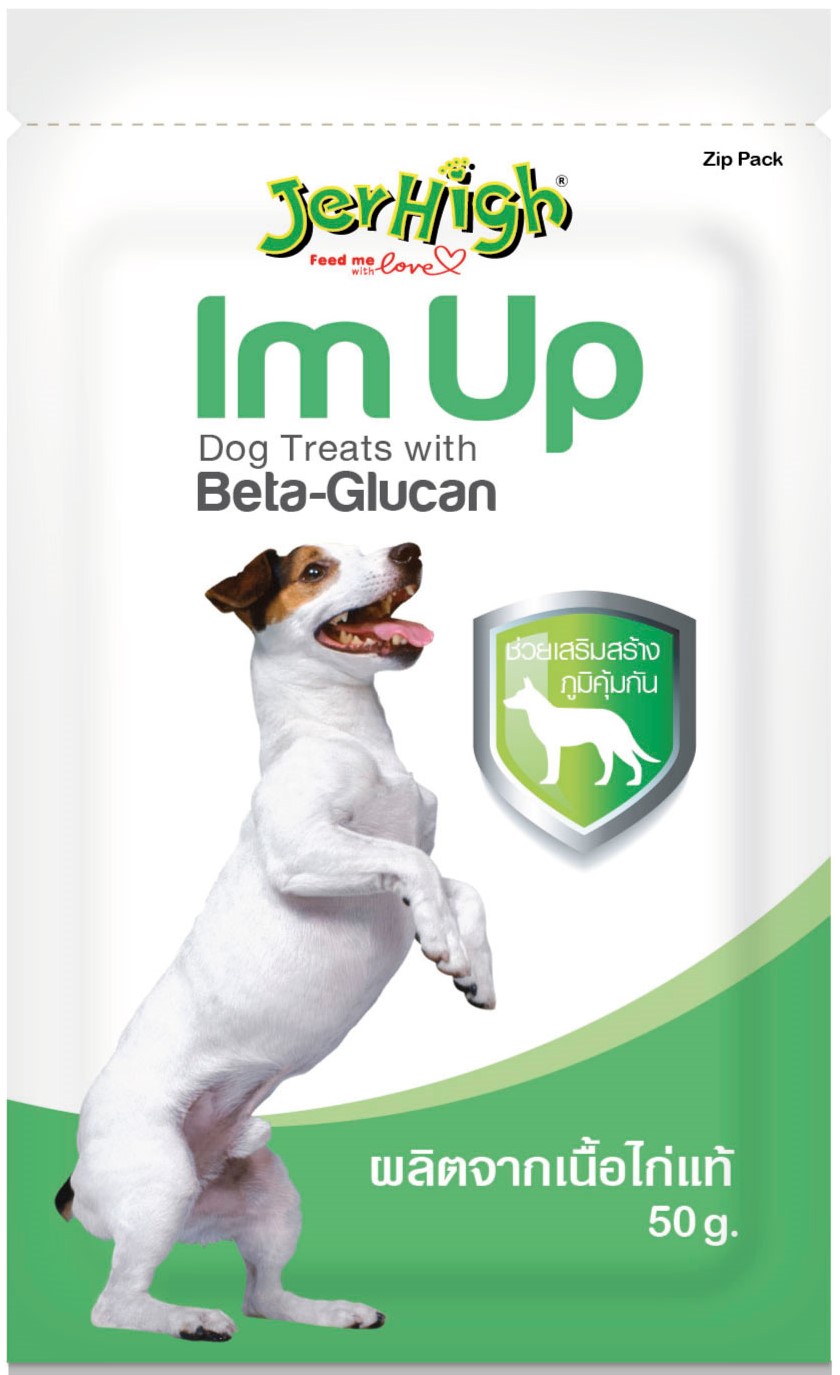 Zip Pack
JerHigh®
Feed me
with love
Im Up
Dog Treats with
Beta-Glucan
ช่วยเสริมสร้าง
ภูมิคุ้มกัน
ผลิตจากเนื้อไก่แท้
50 g.